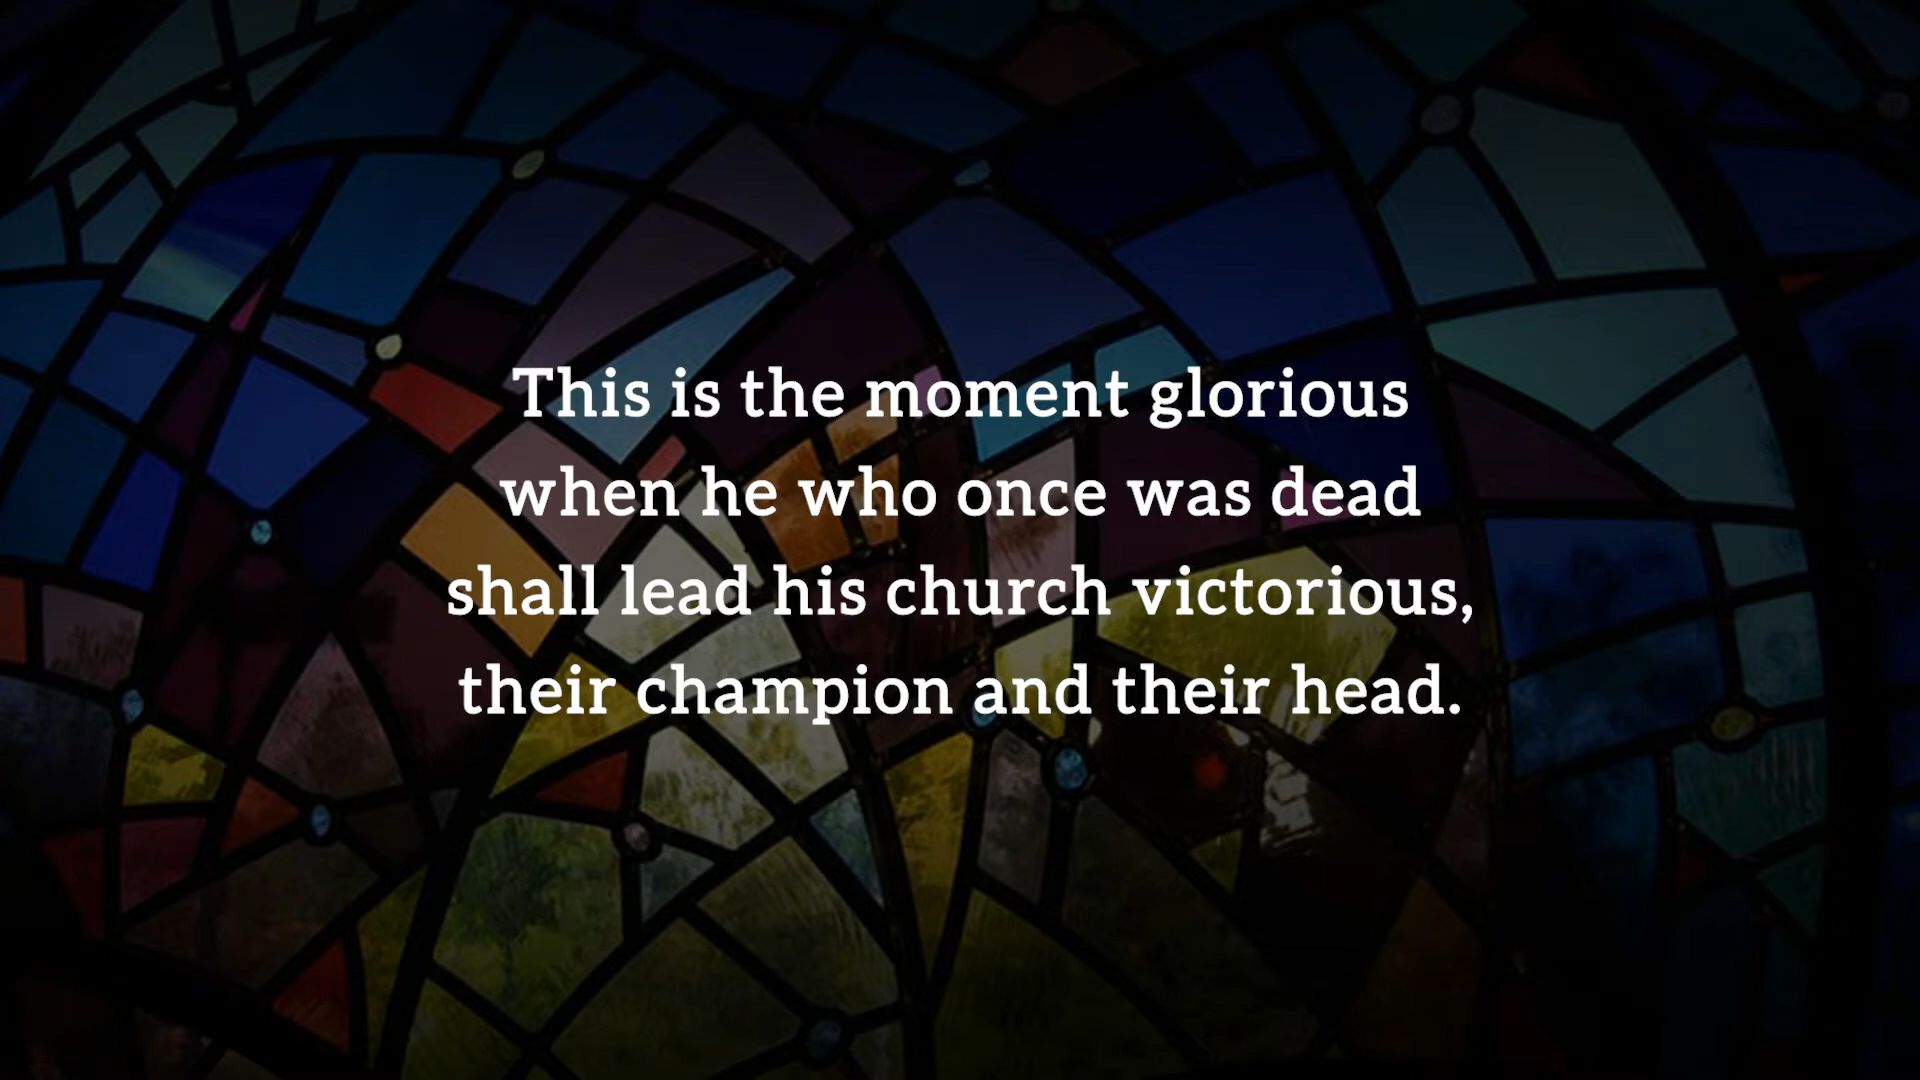 This is the moment glorious
when he who once was dead
shall lead his church victorious,
their champion and their head.